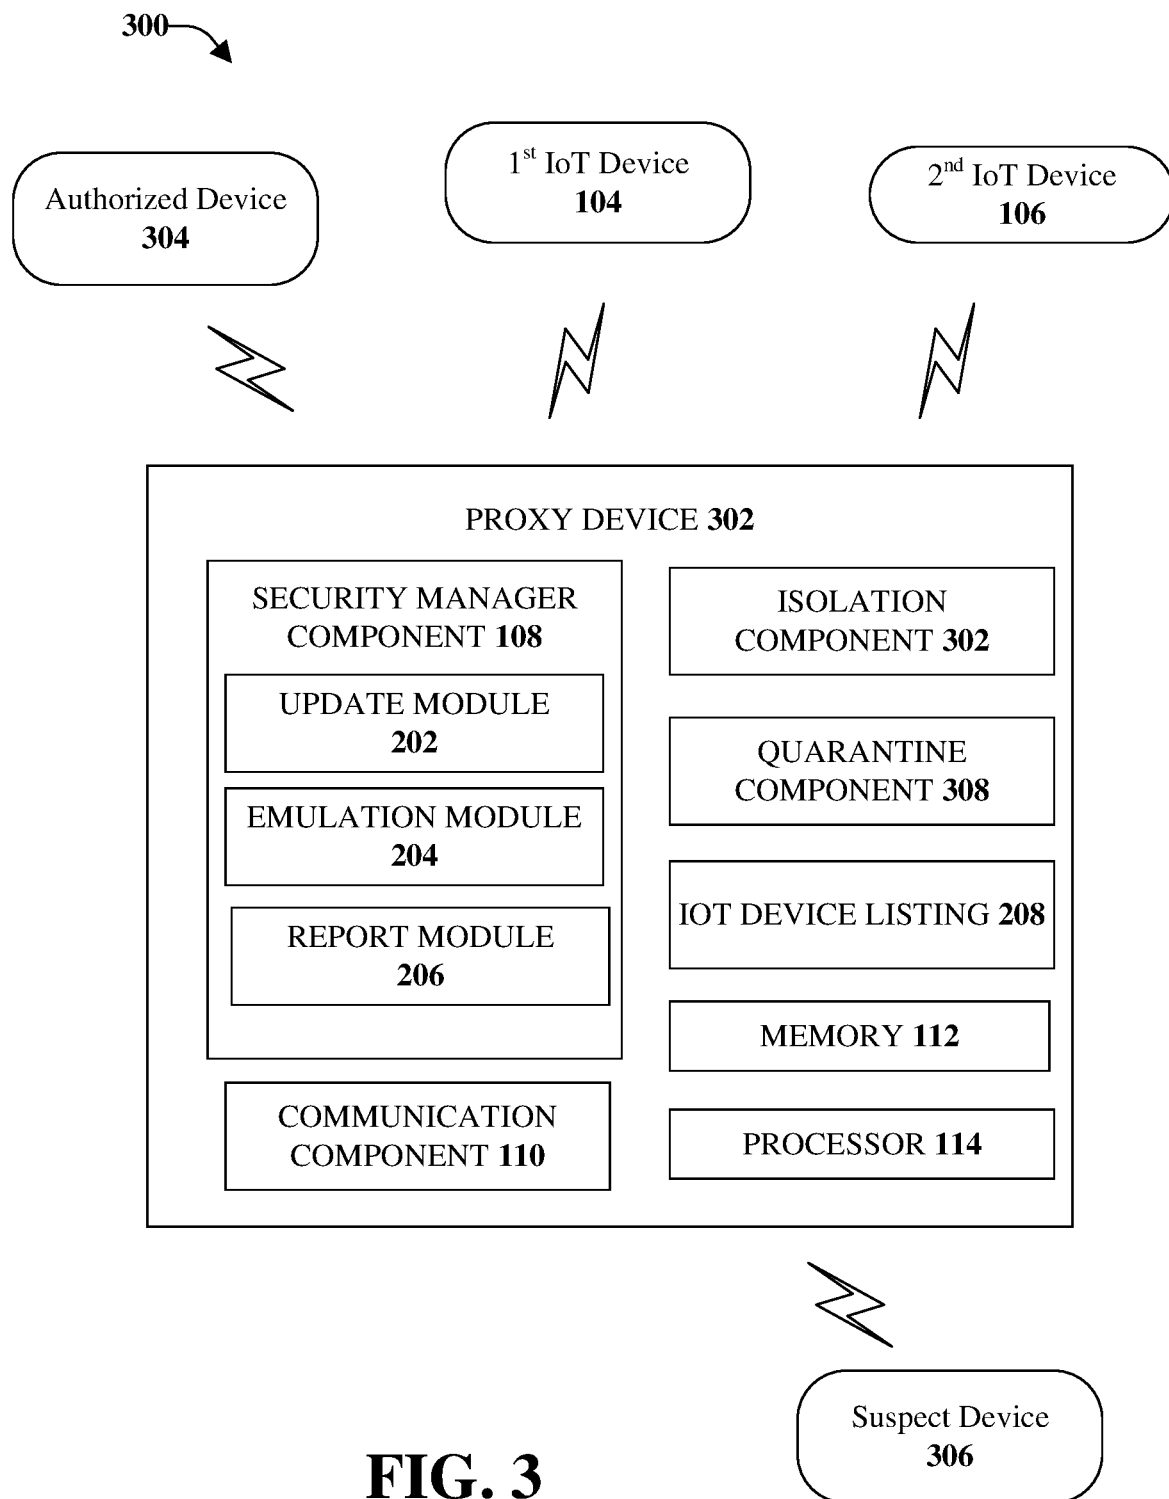 300
Authorized Device
304
1st IoT Device
104
2nd IoT Device
106
PROXY DEVICE 302
SECURITY MANAGER
COMPONENT 108
UPDATE MODULE
202
EMULATION MODULE
204
REPORT MODULE
206
COMMUNICATION
COMPONENT 110
ISOLATION
COMPONENT 302
QUARANTINE
COMPONENT 308
IOT DEVICE LISTING 208
MEMORY 112
PROCESSOR 114
Suspect Device
306
FIG. 3